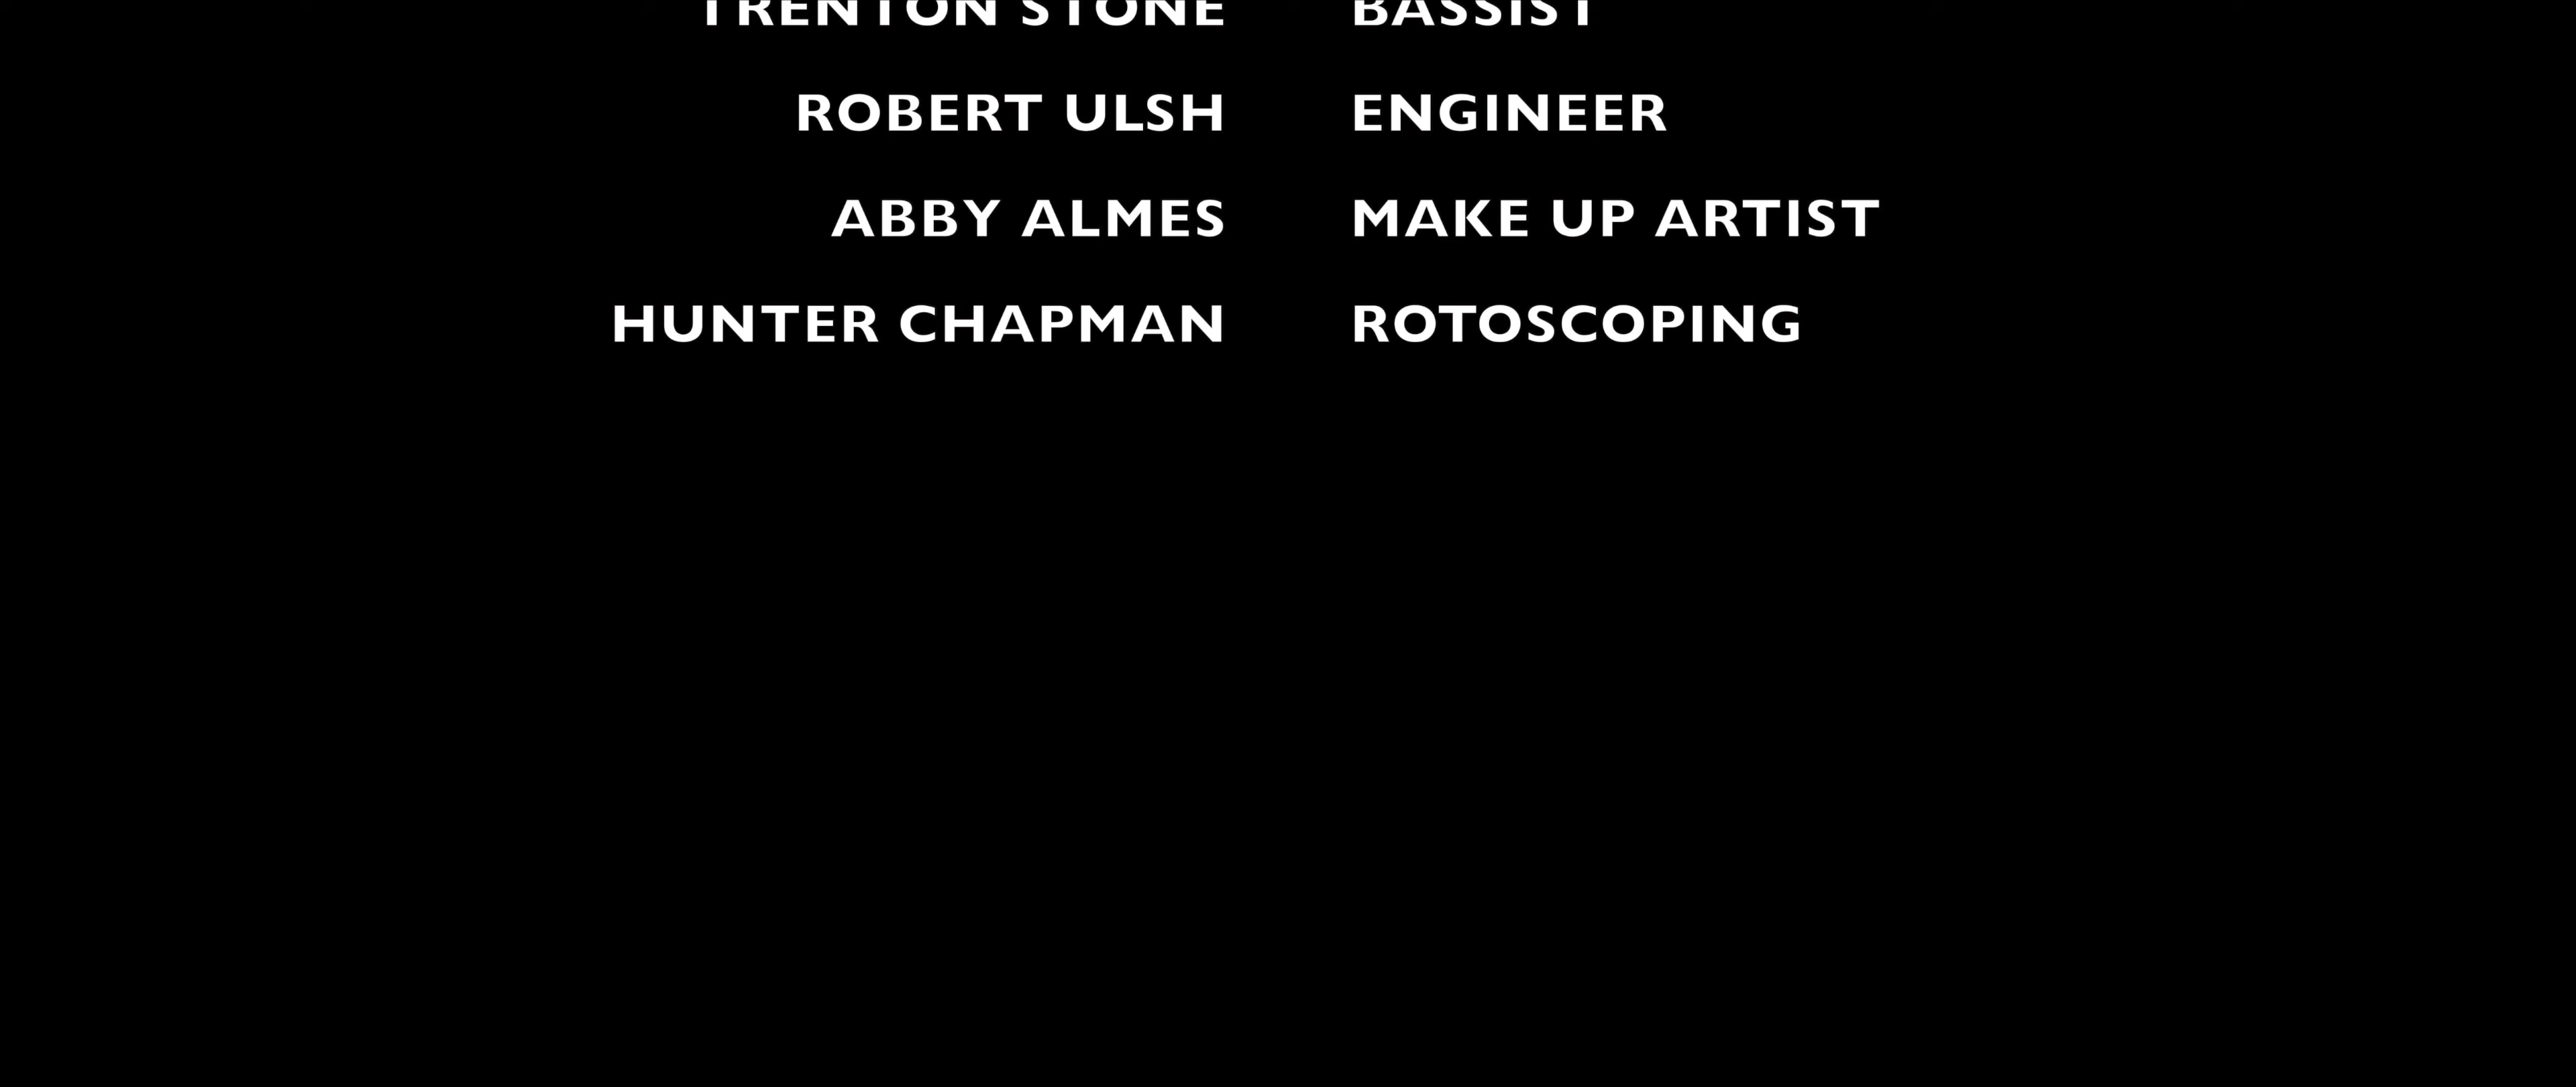 TRENTON STONE BASSIST
ROBERT ULSH ENGINEER
ABBY ALMES MAKE UP ARTIST
HUNTER CHAPMAN ROTOSCOPING